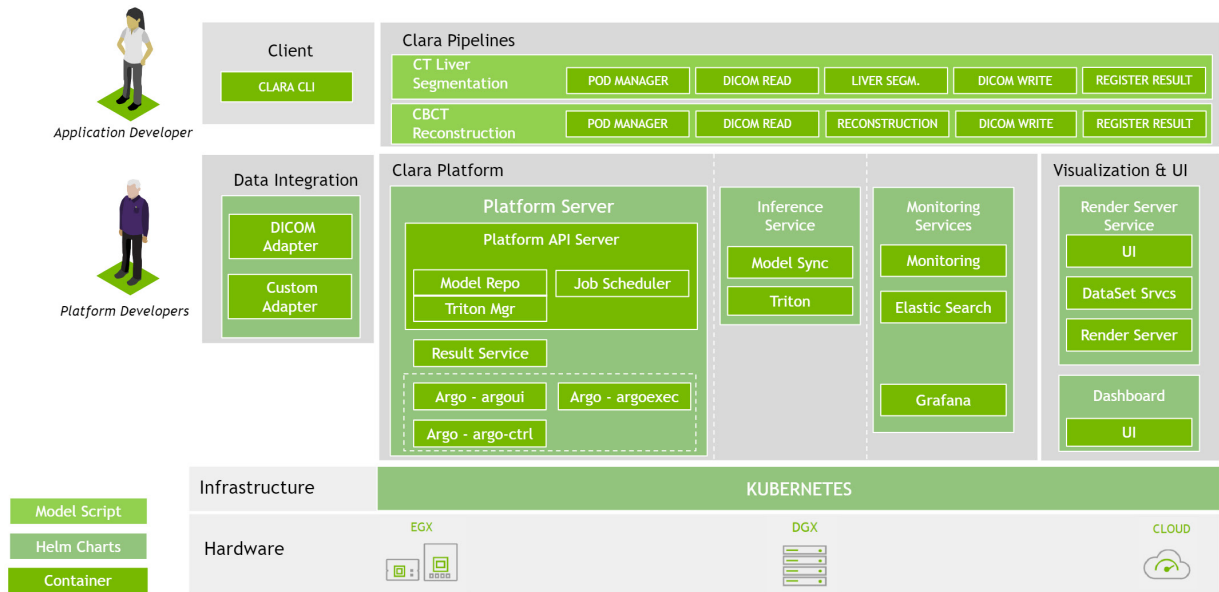 Application Developer
Client
CLARA CLI
Clara Pipelines
CT Liver
Segmentation
POD MANAGER
DICOM READ
LIVER SEGM.
DICOM WRITE
REGISTER RESULT
CBCT
Reconstruction
POD MANAGER
DICOM READ
RECONSTRUCTION
DICOM WRITE
REGISTER RESULT
Platform Developers
Data Integration
DICOM
Adapter
Custom
Adapter
Clara Platform
Platform Server
Platform API Server
Model Repo
Triton Mgr
Job Scheduler
Result Service
Argo - argoui
Argo - argoexec
Argo - argo-ctrl
Inference
Service
Model Sync
Triton
Monitoring
Services
Monitoring
Elastic Search
Grafana
Visualization & UI
Render Server
Service
UI
DataSet Srvcs
Render Server
Dashboard
UI
Infrastructure
KUBERNETES
Hardware
EGX
DGX
CLOUD
Model Script
Helm Charts
Container